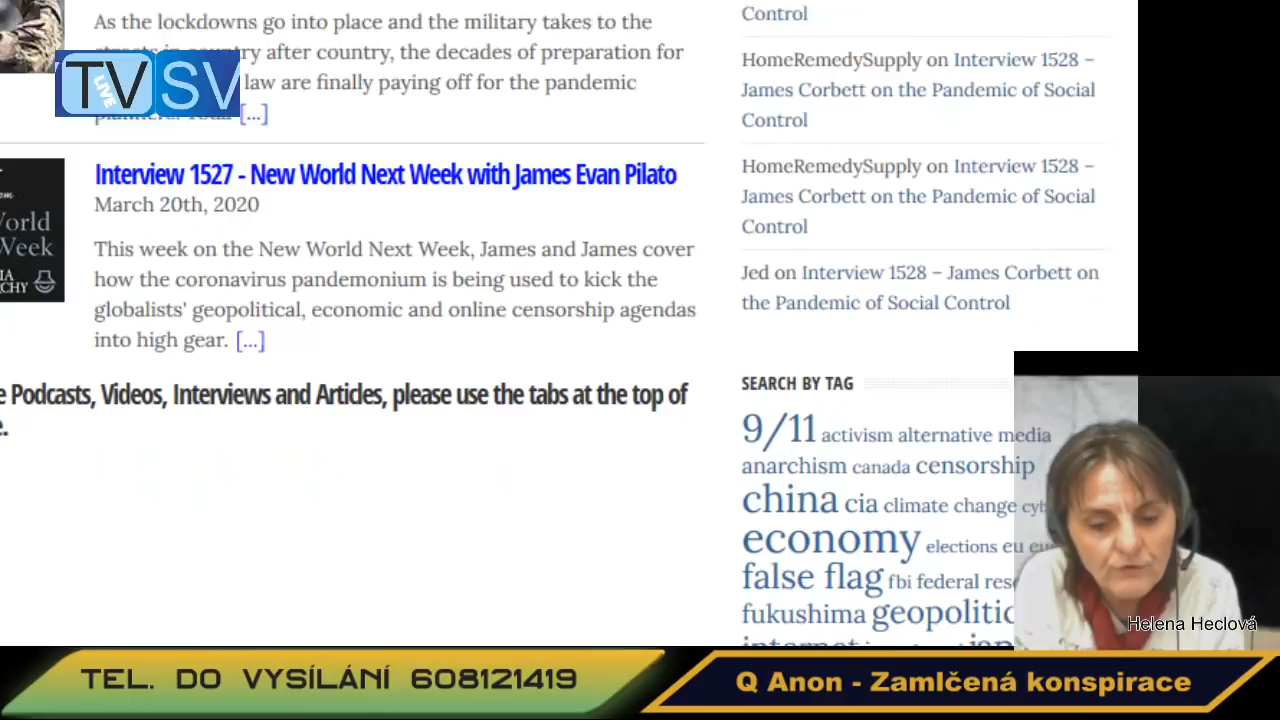 As the lockdowns go into place and the military takes to the
country after country, the decades of preparation for
law are finally paying off for the pandemic
[...]
TV SV
LIVE
Interview 1527 - New World Next Week with James Evan Pilato
March 20th, 2020
This week on the New World Next Week, James and James cover
how the coronavirus pandemonium is being used to kick the
globalists' geopolitical, economic and online censorship agendas
into high gear. [...]
Podcasts, Videos, Interviews and Articles, please use the tabs at the top of
Control
HomeRemedySupply on Interview 1528 –
James Corbett on the Pandemic of Social
Control
HomeRemedySupply on Interview 1528 –
James Corbett on the Pandemic of Social
Control
Jed on Interview 1528 – James Corbett on
the Pandemic of Social Control
SEARCH BY TAG
9/11 activism alternative media
anarchism canada censorship
china cia climate change
economy elections eu
false flag fbi federal
fukushima geopolitic
Helena Heclová
TEL. DO VYSÍLÁNÍ 608121419
Q Anon - Zamlčená konspirace